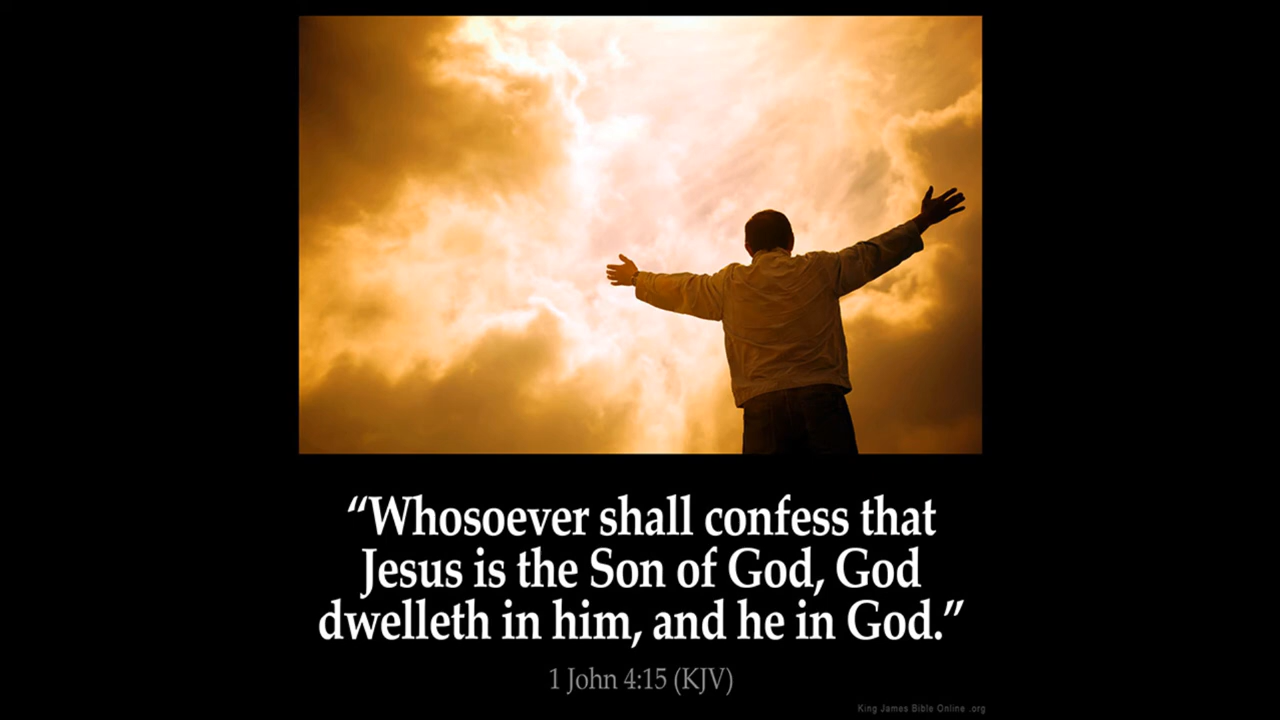 “Whosoever shall confess that
Jesus is the Son of God, God
dwelleth in him, and he in God.”
1 John 4:15 (KJV)
King James Bible Online .org